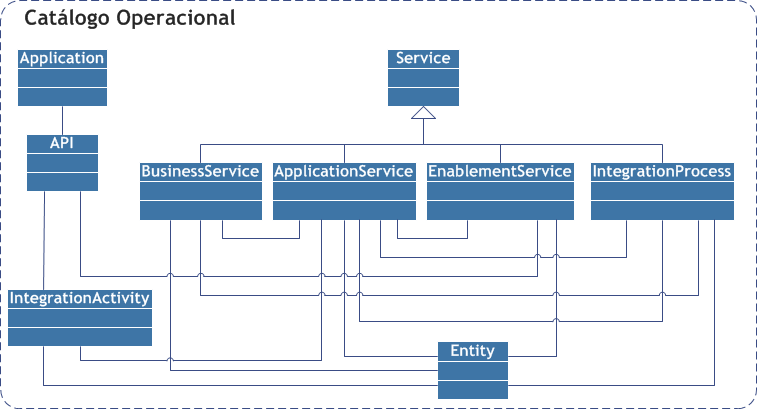 Catálogo Operacional
Application
Service
API
BusinessService
ApplicationService
EnablementService
IntegrationProcess
IntegrationActivity
Entity